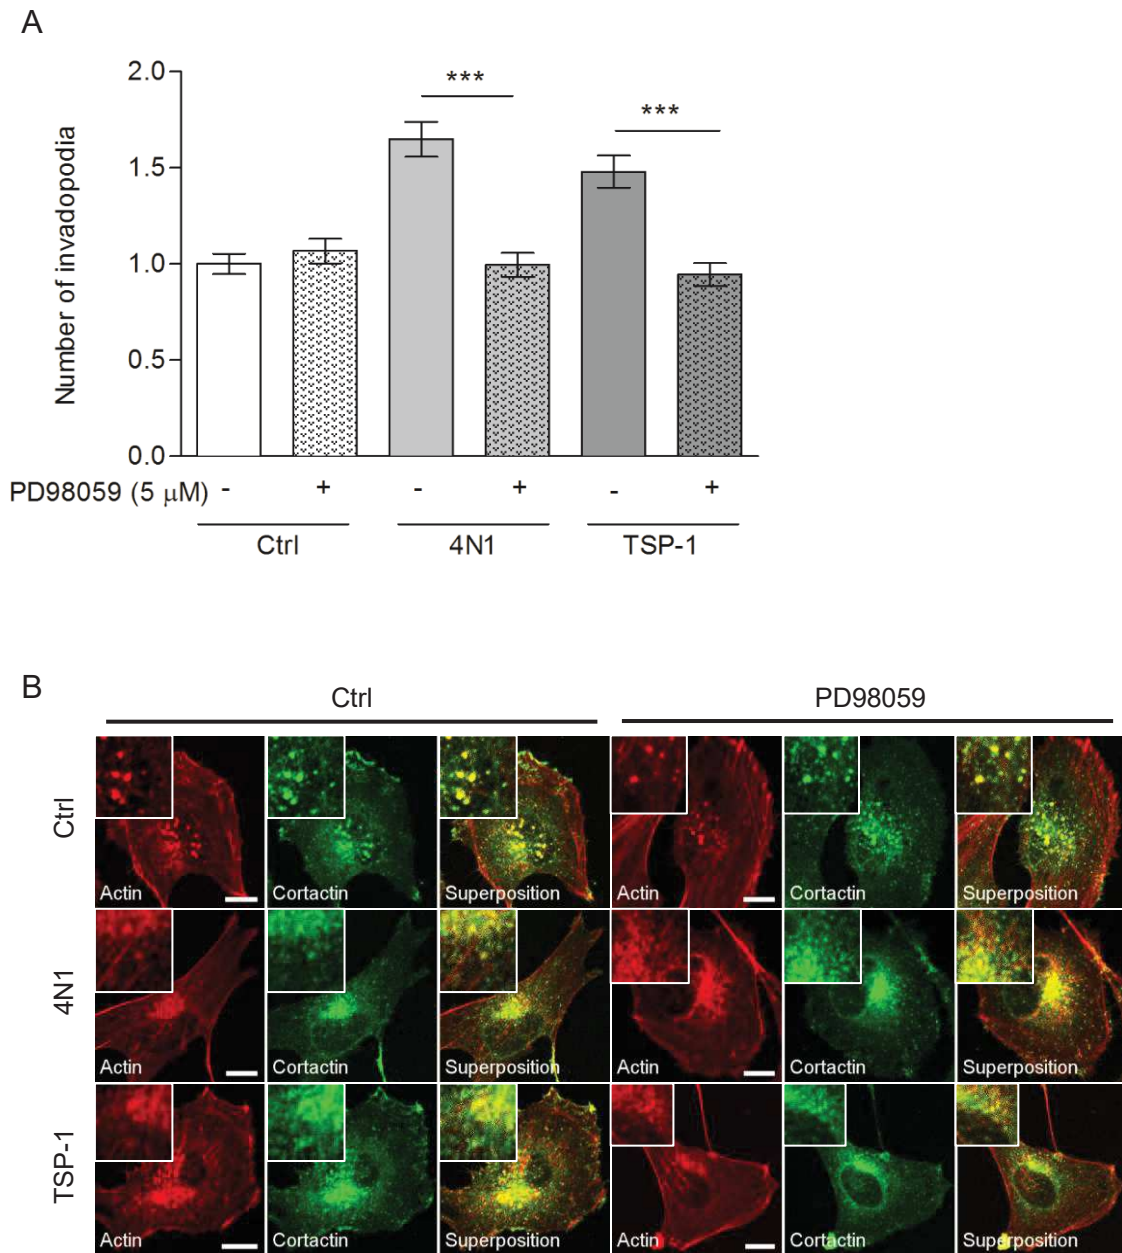 A
2.0
1.5
1.0
0.5
0.0
Number of invadopodia
***
***
PD98059 (5 μM) - + - + - +
Ctrl 4N1 TSP-1
B
Ctrl PD98059
Ctrl
Actin Cortactin Superposition Actin Cortactin Superposition
4N1
Actin Cortactin Superposition Actin Cortactin Superposition
TSP-1
Actin Cortactin Superposition Actin Cortactin Superposition